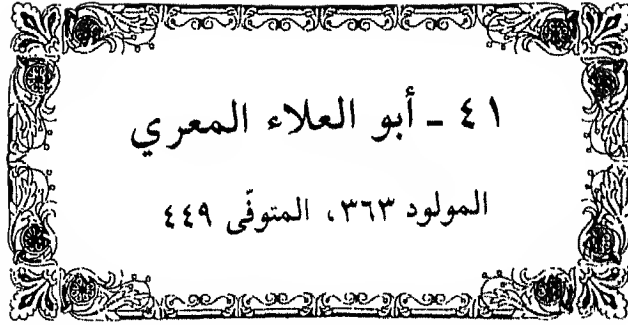 ٤١ ـ أبو العلاء المعري
المولود ٣٦٣، المتوفّى ٤٤٩